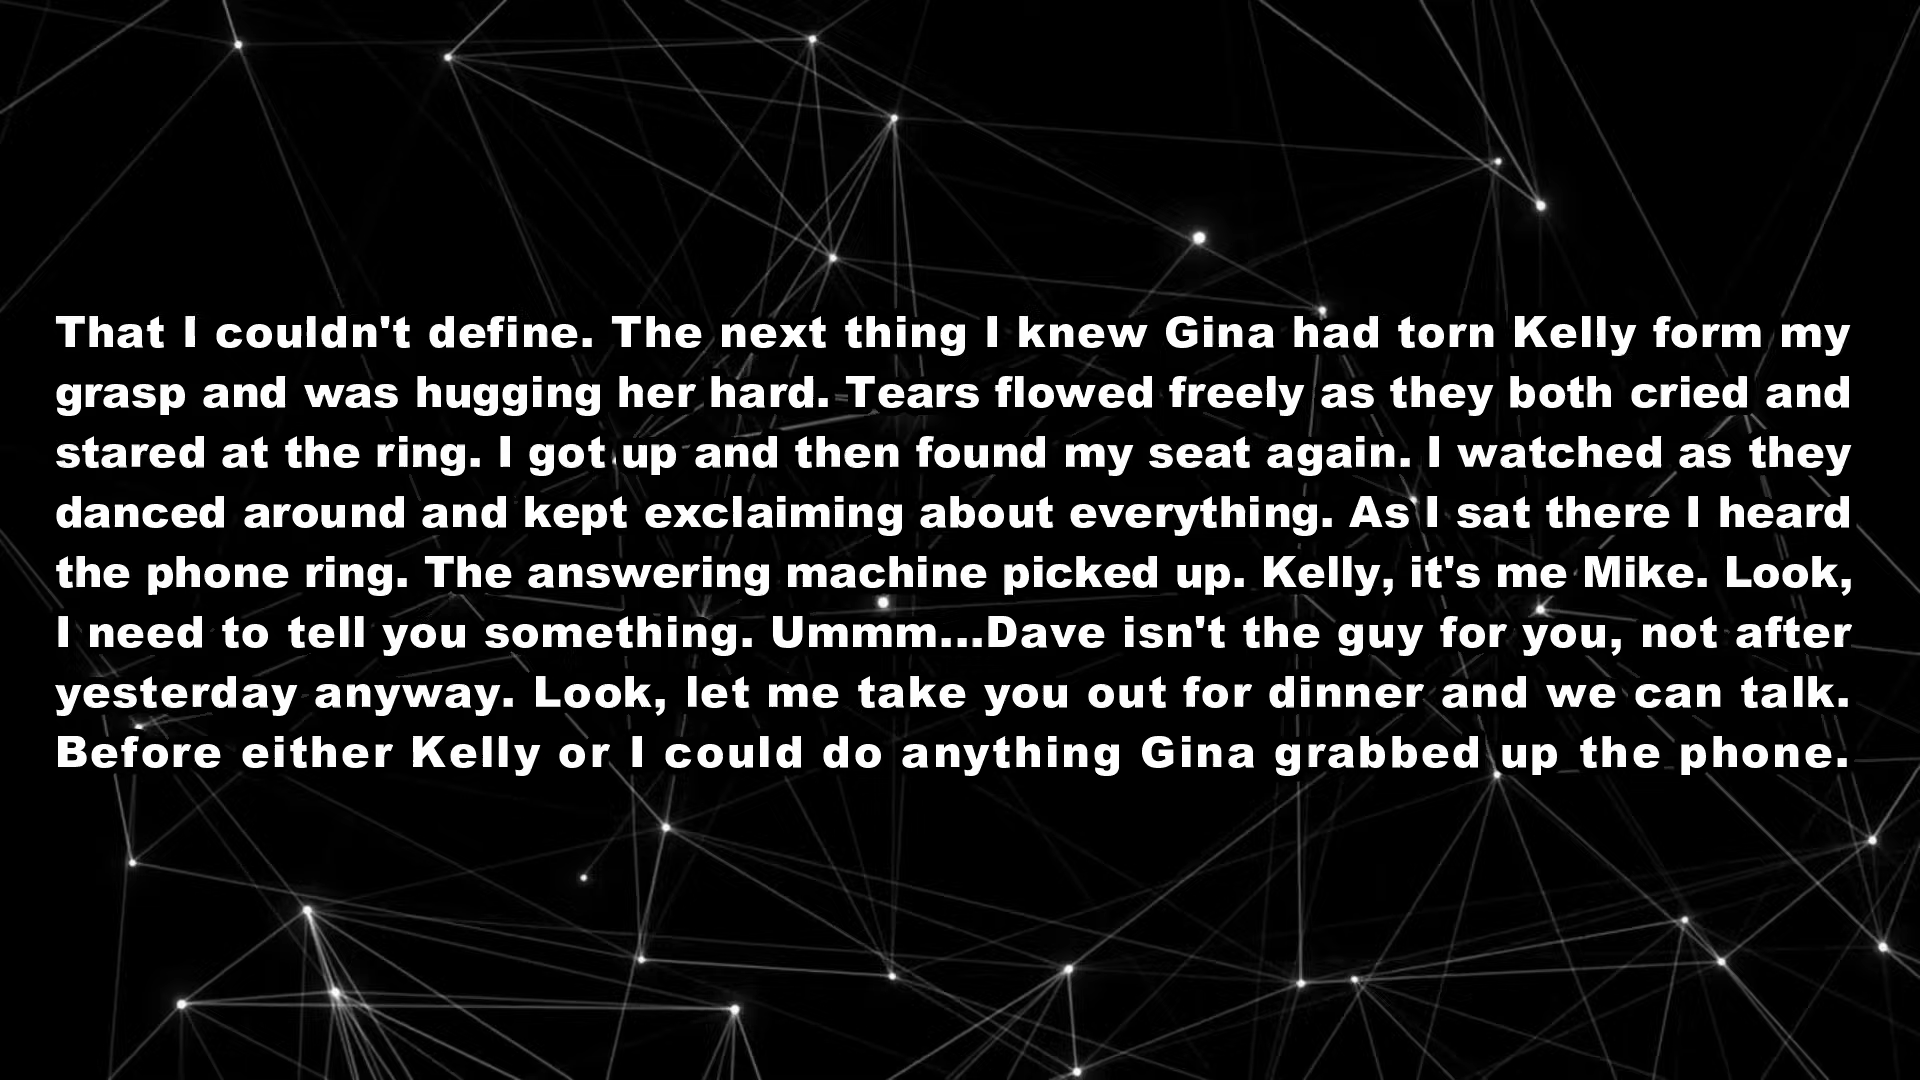 That I couldn't define. The next thing I knew Gina had torn Kelly form my
grasp and was hugging her hard. Tears flowed freely as they both cried and
stared at the ring. I got up and then found my seat again. I watched as they
danced around and kept exclaiming about everything. As I sat there I heard
the phone ring. The answering machine picked up. Kelly, it's me Mike. Look,
I need to tell you something. Ummm...Dave isn't the guy for you, not after
yesterday anyway. Look, let me take you out for dinner and we can talk.
Before either Kelly or I could do anything Gina grabbed up the phone.